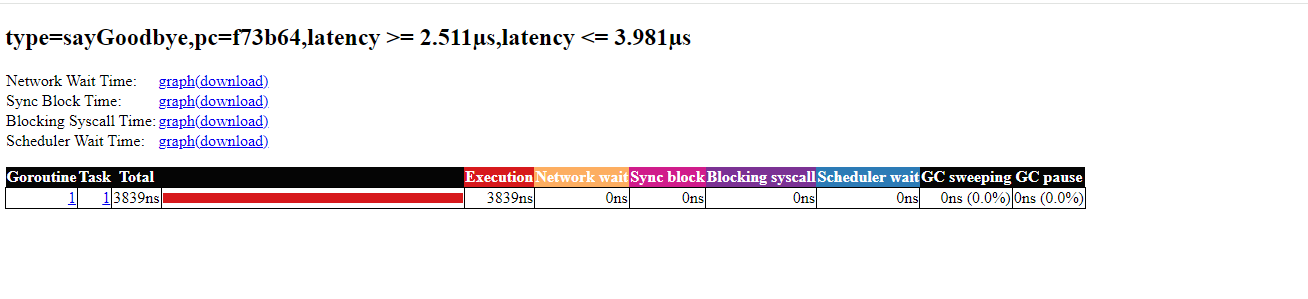 type=sayGoodbye,pc=f73b64,latency >= 2.511µs,latency <= 3.981µs
Network Wait Time: graph(download)
Sync Block Time: graph(download)
Blocking Syscall Time: graph(download)
Scheduler Wait Time: graph(download)
Goroutine Task Total Execution Network wait Sync block Blocking syscall Scheduler wait GC sweeping GC pause
1 1 3839ns 3839ns 0ns 0ns 0ns 0ns 0ns (0.0%) 0ns (0.0%)